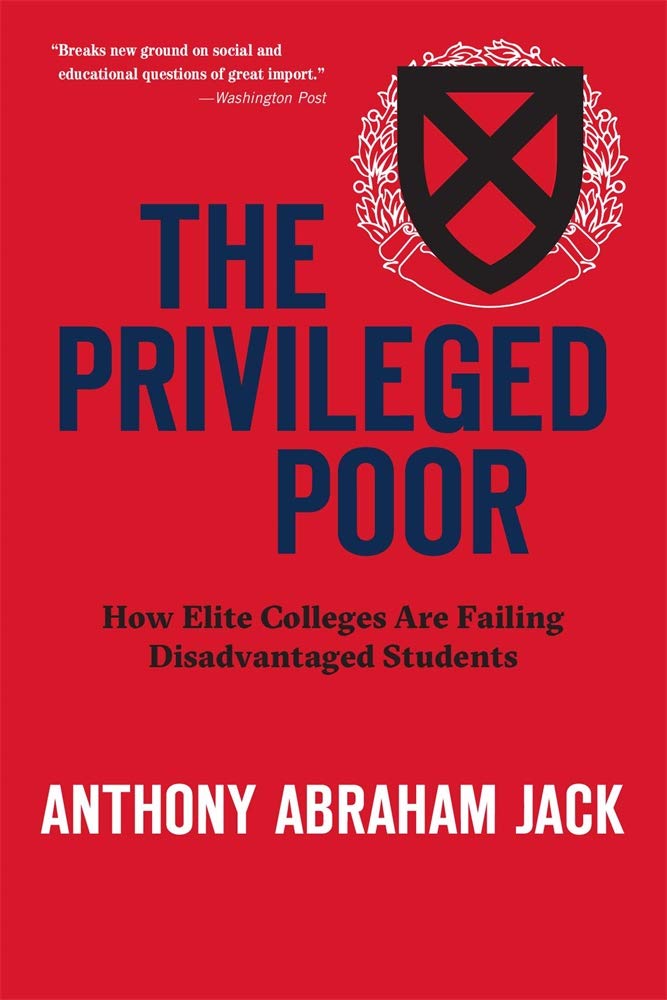 “Breaks new ground on social and
educational questions of great import.”
—Washington Post
THE
PRIVILEGED
POOR
How Elite Colleges Are Failing
Disadvantaged Students
ANTHONY ABRAHAM JACK